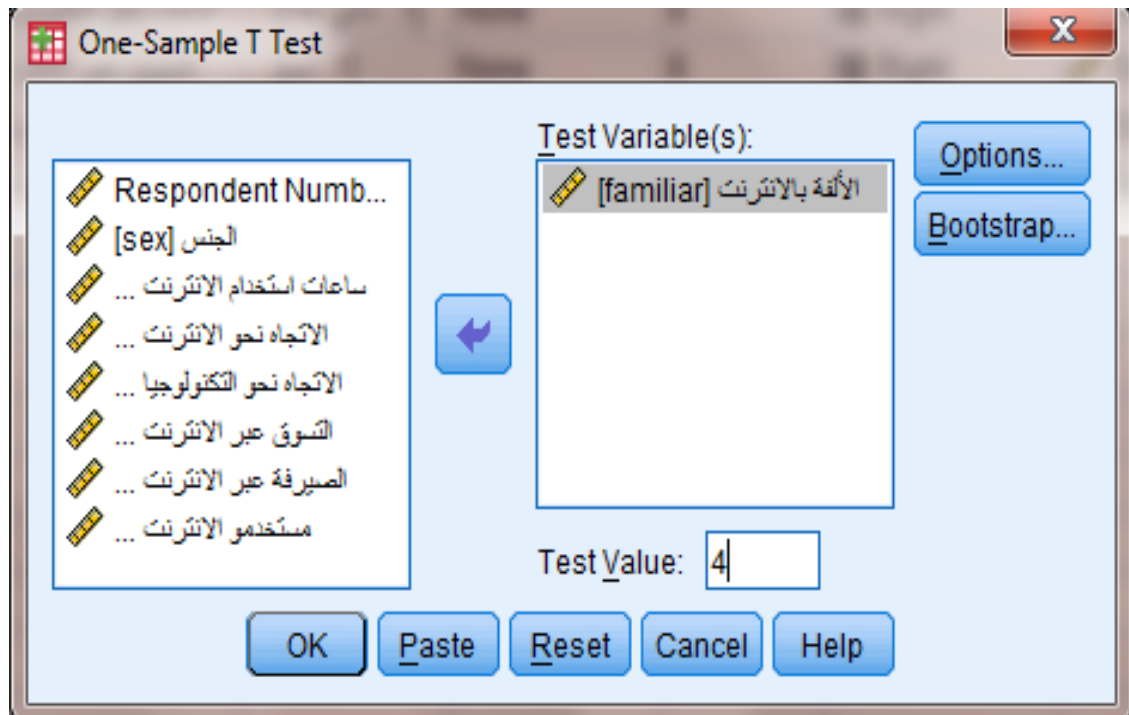 One-Sample T Test
X
Respondent Numb...
الجنس [sex]
ساعات استخدام الانترنت ...
الاتجاه نحو الانترنت ...
الاتجاه نحو التكنولوجيا ...
التسوق عبر الانترنت ...
الصيرفة عبر الانترنت ...
مستخدمو الانترنت ...
Test Variable(s):
الألفة بالانترنت [familiar]
Test Value: 4
Options...
Bootstrap...
OK Paste Reset Cancel Help